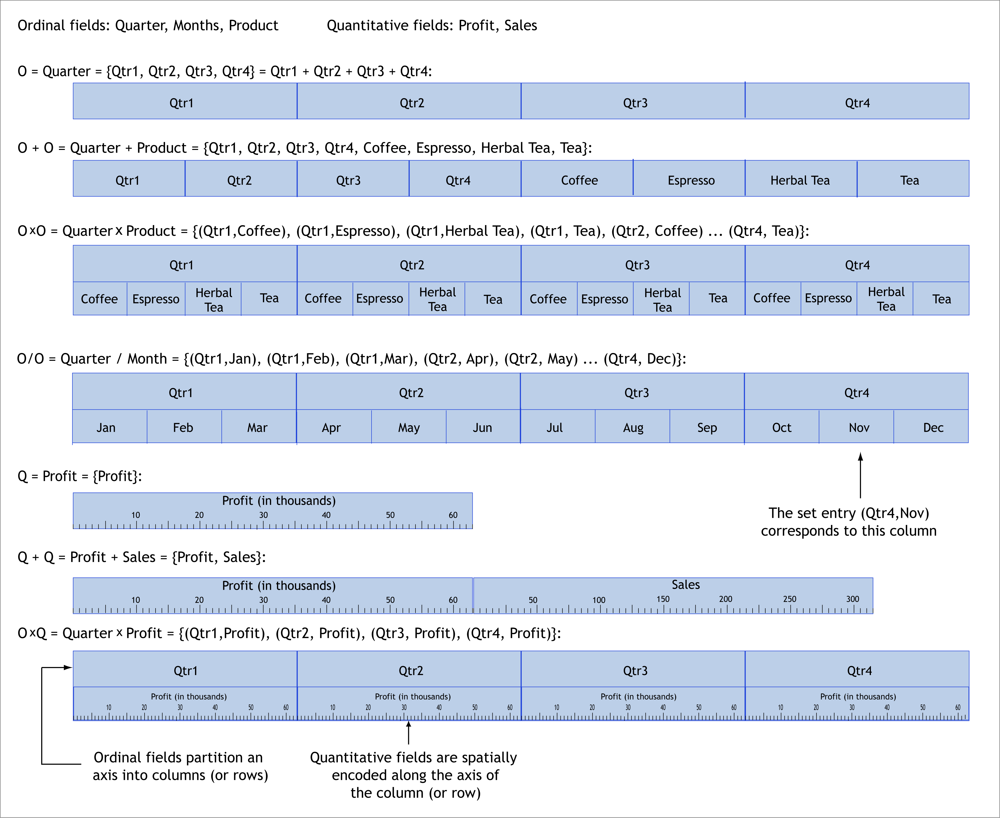 Ordinal fields: Quarter, Months, Product Quantitative fields: Profit, Sales
O = Quarter = {Qtr1, Qtr2, Qtr3, Qtr4} = Qtr1 + Qtr2 + Qtr3 + Qtr4:
Qtr1 Qtr2 Qtr3 Qtr4
O + O = Quarter + Product = {Qtr1, Qtr2, Qtr3, Qtr4, Coffee, Espresso, Herbal Tea, Tea}:
Qtr1 Qtr2 Qtr3 Qtr4 Coffee Espresso Herbal Tea Tea
O x O = Quarter x Product = {(Qtr1,Coffee), (Qtr1,Espresso), (Qtr1,Herbal Tea), (Qtr1, Tea), (Qtr2, Coffee) ... (Qtr4, Tea)}:
Qtr1 Qtr2 Qtr3 Qtr4
Coffee Espresso Herbal Tea Tea Coffee Espresso Herbal Tea Tea Coffee Espresso Herbal Tea Tea Coffee Espresso Herbal Tea Tea
O/O = Quarter / Month = {(Qtr1,Jan), (Qtr1,Feb), (Qtr1,Mar), (Qtr2, Apr), (Qtr2, May) ... (Qtr4, Dec)}:
Qtr1 Qtr2 Qtr3 Qtr4
Jan Feb Mar Apr May Jun Jul Aug Sep Oct Nov Dec
The set entry (Qtr4,Nov)
corresponds to this column
Q = Profit = {Profit}:
Profit (in thousands)
10 20 30 40 50 60
Q + Q = Profit + Sales = {Profit, Sales}:
Profit (in thousands) Sales
10 20 30 40 50 60 50 100 150 200 250 300
O x Q = Quarter x Profit = {(Qtr1,Profit), (Qtr2, Profit), (Qtr3, Profit), (Qtr4, Profit)}:
Qtr1 Qtr2 Qtr3 Qtr4
Profit (in thousands) Profit (in thousands) Profit (in thousands) Profit (in thousands)
10 20 30 40 50 60 10 20 30 40 50 60 10 20 30 40 50 60 10 20 30 40 50 60
Ordinal fields partition an
axis into columns (or rows)
Quantitative fields are spatially
encoded along the axis of
the column (or row)